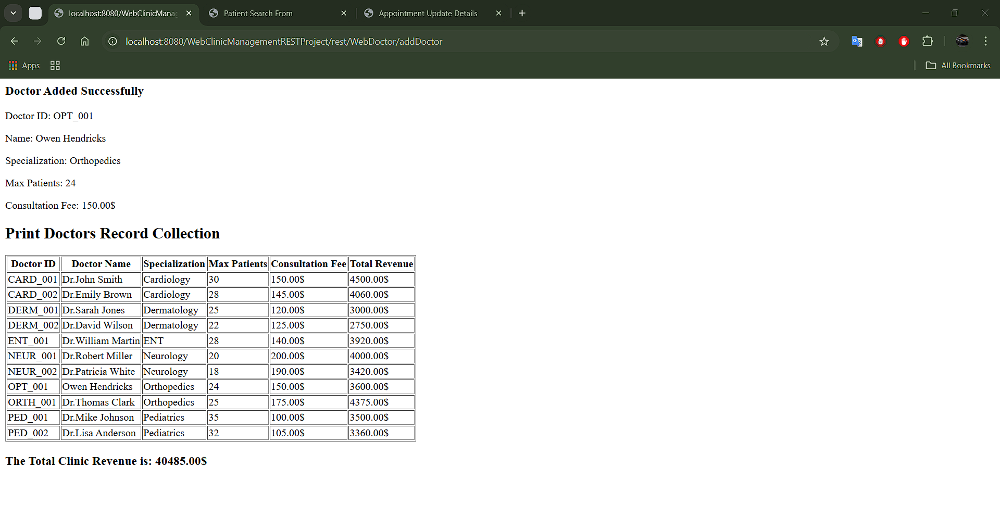 localhost:8080/WebClinicManag
Patient Search From
Appointment Update Details
localhost:8080/WebClinicManagementRESTProject/rest/WebDoctor/addDoctor
Apps
All Bookmarks
Doctor Added Successfully
Doctor ID: OPT_001
Name: Owen Hendricks
Specialization: Orthopedics
Max Patients: 24
Consultation Fee: 150.00$
Print Doctors Record Collection
Doctor ID Doctor Name Specialization Max Patients Consultation Fee Total Revenue
CARD_001 Dr.John Smith Cardiology 30 150.00$ 4500.00$
CARD_002 Dr.Emily Brown Cardiology 28 145.00$ 4060.00$
DERM_001 Dr.Sarah Jones Dermatology 25 120.00$ 3000.00$
DERM_002 Dr.David Wilson Dermatology 22 125.00$ 2750.00$
ENT_001 Dr.William Martin ENT 28 140.00$ 3920.00$
NEUR_001 Dr.Robert Miller Neurology 20 200.00$ 4000.00$
NEUR_002 Dr.Patricia White Neurology 18 190.00$ 3420.00$
OPT_001 Owen Hendricks Orthopedics 24 150.00$ 3600.00$
ORTH_001 Dr.Thomas Clark Orthopedics 25 175.00$ 4375.00$
PED_001 Dr.Mike Johnson Pediatrics 35 100.00$ 3500.00$
PED_002 Dr.Lisa Anderson Pediatrics 32 105.00$ 3360.00$
The Total Clinic Revenue is: 40485.00$